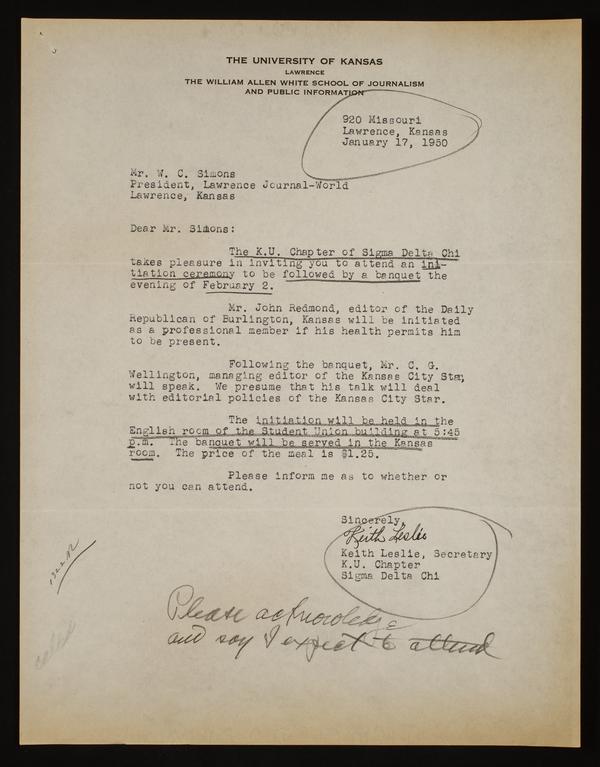 THE UNIVERSITY OF KANSAS
LAWRENCE
THE WILLIAM ALLEN WHITE SCHOOL OF JOURNALISM
AND PUBLIC INFORMATION
920 Missouri
Lawrence, Kansas
January 17, 1950
Mr. W. C. Simons
President, Lawrence Journal-World
Lawrence, Kansas
Dear Mr. Simons:
The K.U. Chapter of Sigma Delta Chi
takes pleasure in inviting you to attend an ini-
tiation ceremony to be followed by a banquet the
evening of February 2.
Mr. John Redmond, editor of the Daily
Republican of Burlington, Kansas will be initiated
as a professional member if his health permits him
to be present.
Following the banquet, Mr. C. G.
Wellington, managing editor of the Kansas City Star,
will speak. We presume that his talk will deal
with editorial policies of the Kansas City Star.
The initiation will be held in the
English room of the Student Union building at 5:45
p.m. The banquet will be served in the Kansas
room. The price of the meal is $1.25.
Please inform me as to whether or
not you can attend.
Sincerely,
Keith Leslie
Keith Leslie, Secretary
K.U. Chapter
Sigma Delta Chi
Please acknowledge
and say I expect to attend